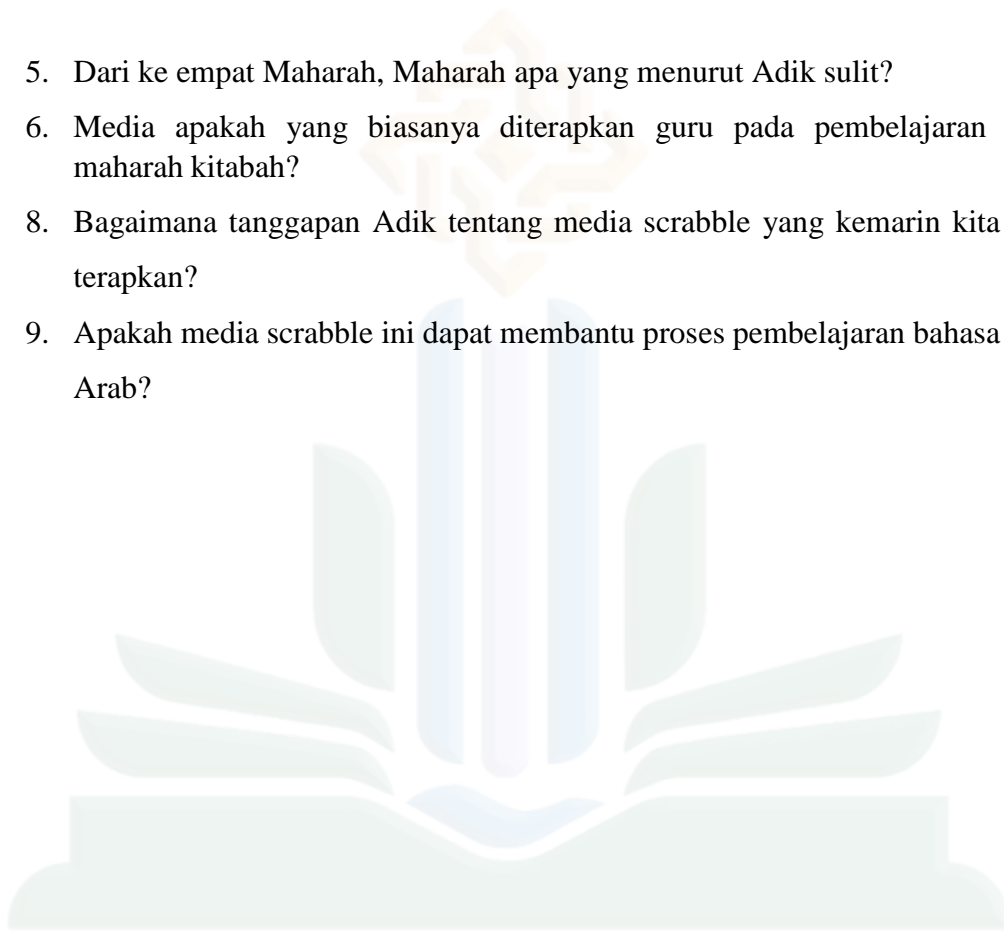 5. Dari ke empat Maharah, Maharah apa yang menurut Adik sulit?
6. Media apakah yang biasanya diterapkan guru pada pembelajaran
maharah kitabah?
8. Bagaimana tanggapan Adik tentang media scrabble yang kemarin kita
terapkan?
9. Apakah media scrabble ini dapat membantu proses pembelajaran bahasa
Arab?